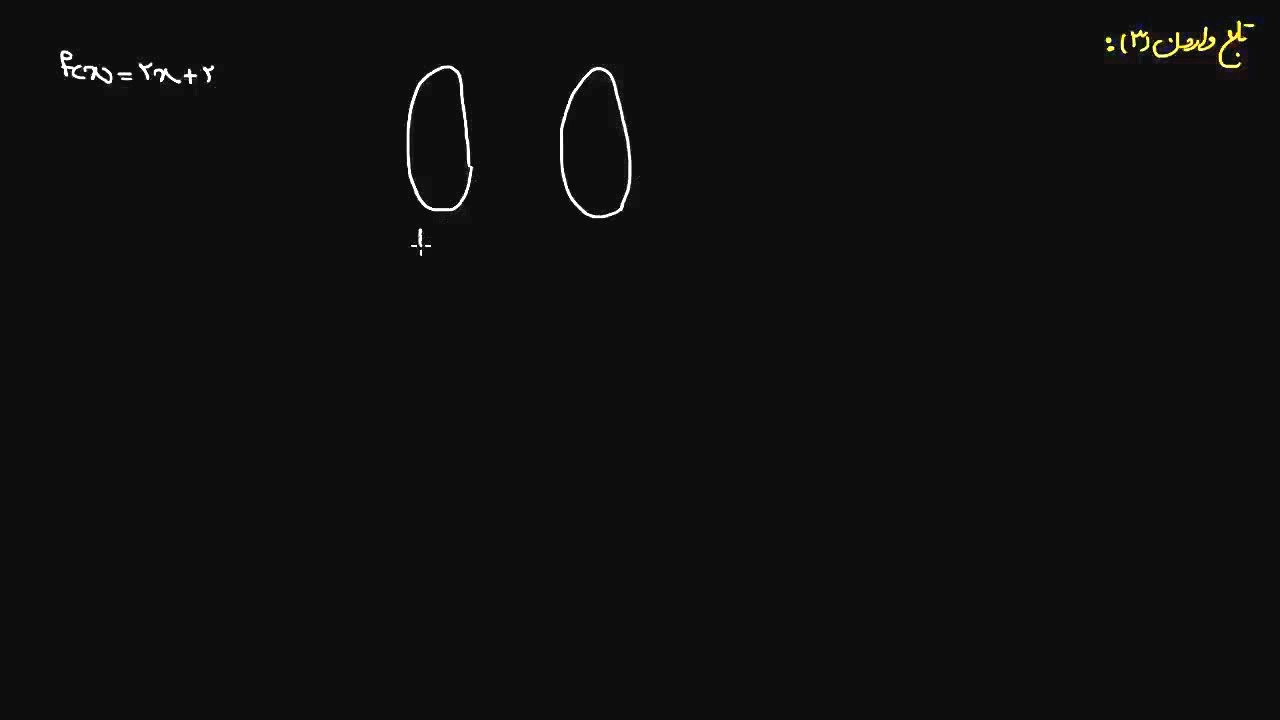 تابع وارون (۳) :
f(x) = ۲x + ۲